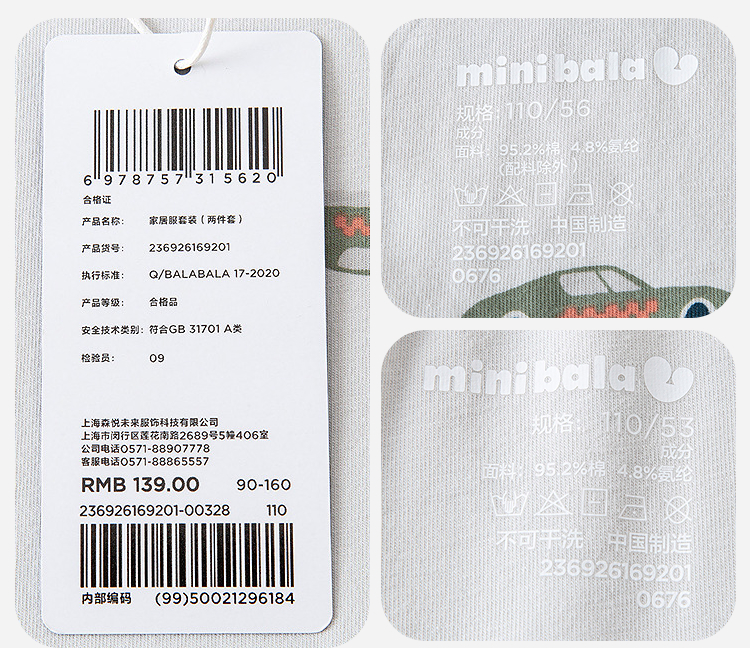 6 978757 315620
合格证
产品名称： 家居服套装（两件套）
产品货号： 236926169201
执行标准： Q/BALABALA 17-2020
产品等级： 合格品
安全技术类别：符合GB 31701 A类
检验员： 09
上海森悦未来服饰科技有限公司
上海市闵行区莲花南路2689号5幢406室
公司电话0571-88907778
客服电话0571-88865557
RMB 139.00 90-160
236926169201-00328 110
内部编码 (99)50021296184
minibala
规格：110/56
成分
面料：95.2%棉 4.8%氨纶
（配料除外）
不可干洗 中国制造
236926169201
0676
minibala
规格：110/53
成分
面料：95.2%棉 4.8%氨纶
不可干洗 中国制造
236926169201
0676